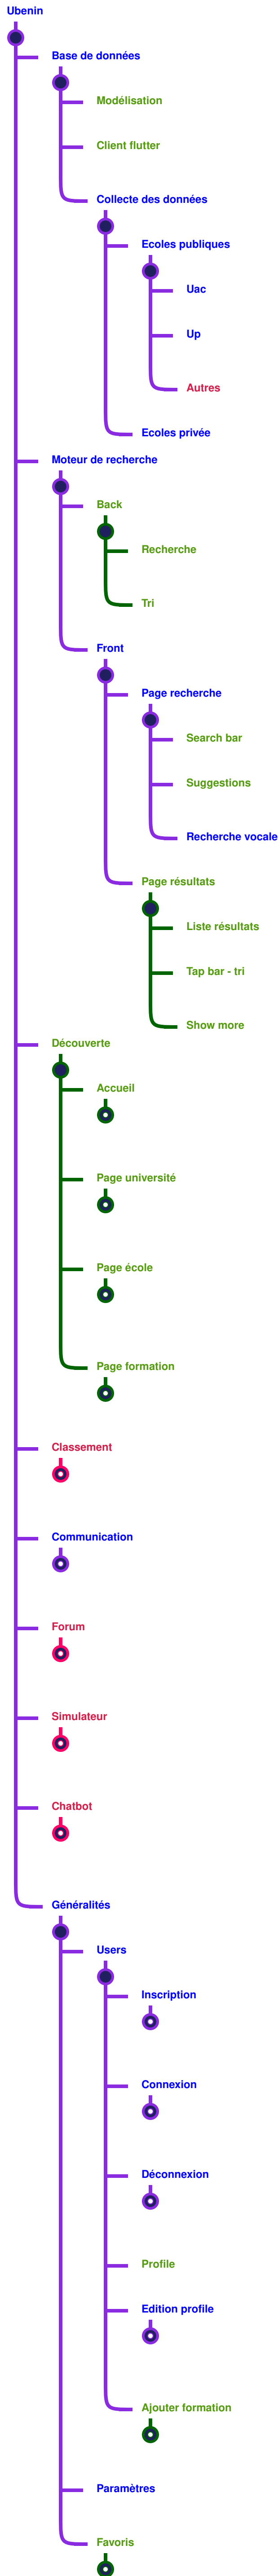 Ubenin
Base de données
Modélisation
Client flutter
Collecte des données
Ecoles publiques
Uac
Up
Autres
Ecoles privée
Moteur de recherche
Back
Recherche
Tri
Front
Page recherche
Search bar
Suggestions
Recherche vocale
Page résultats
Liste résultats
Tap bar - tri
Show more
Découverte
Accueil
Page université
Page école
Page formation
Classement
Communication
Forum
Simulateur
Chatbot
Généralités
Users
Inscription
Connexion
Déconnexion
Profile
Edition profile
Ajouter formation
Paramètres
Favoris